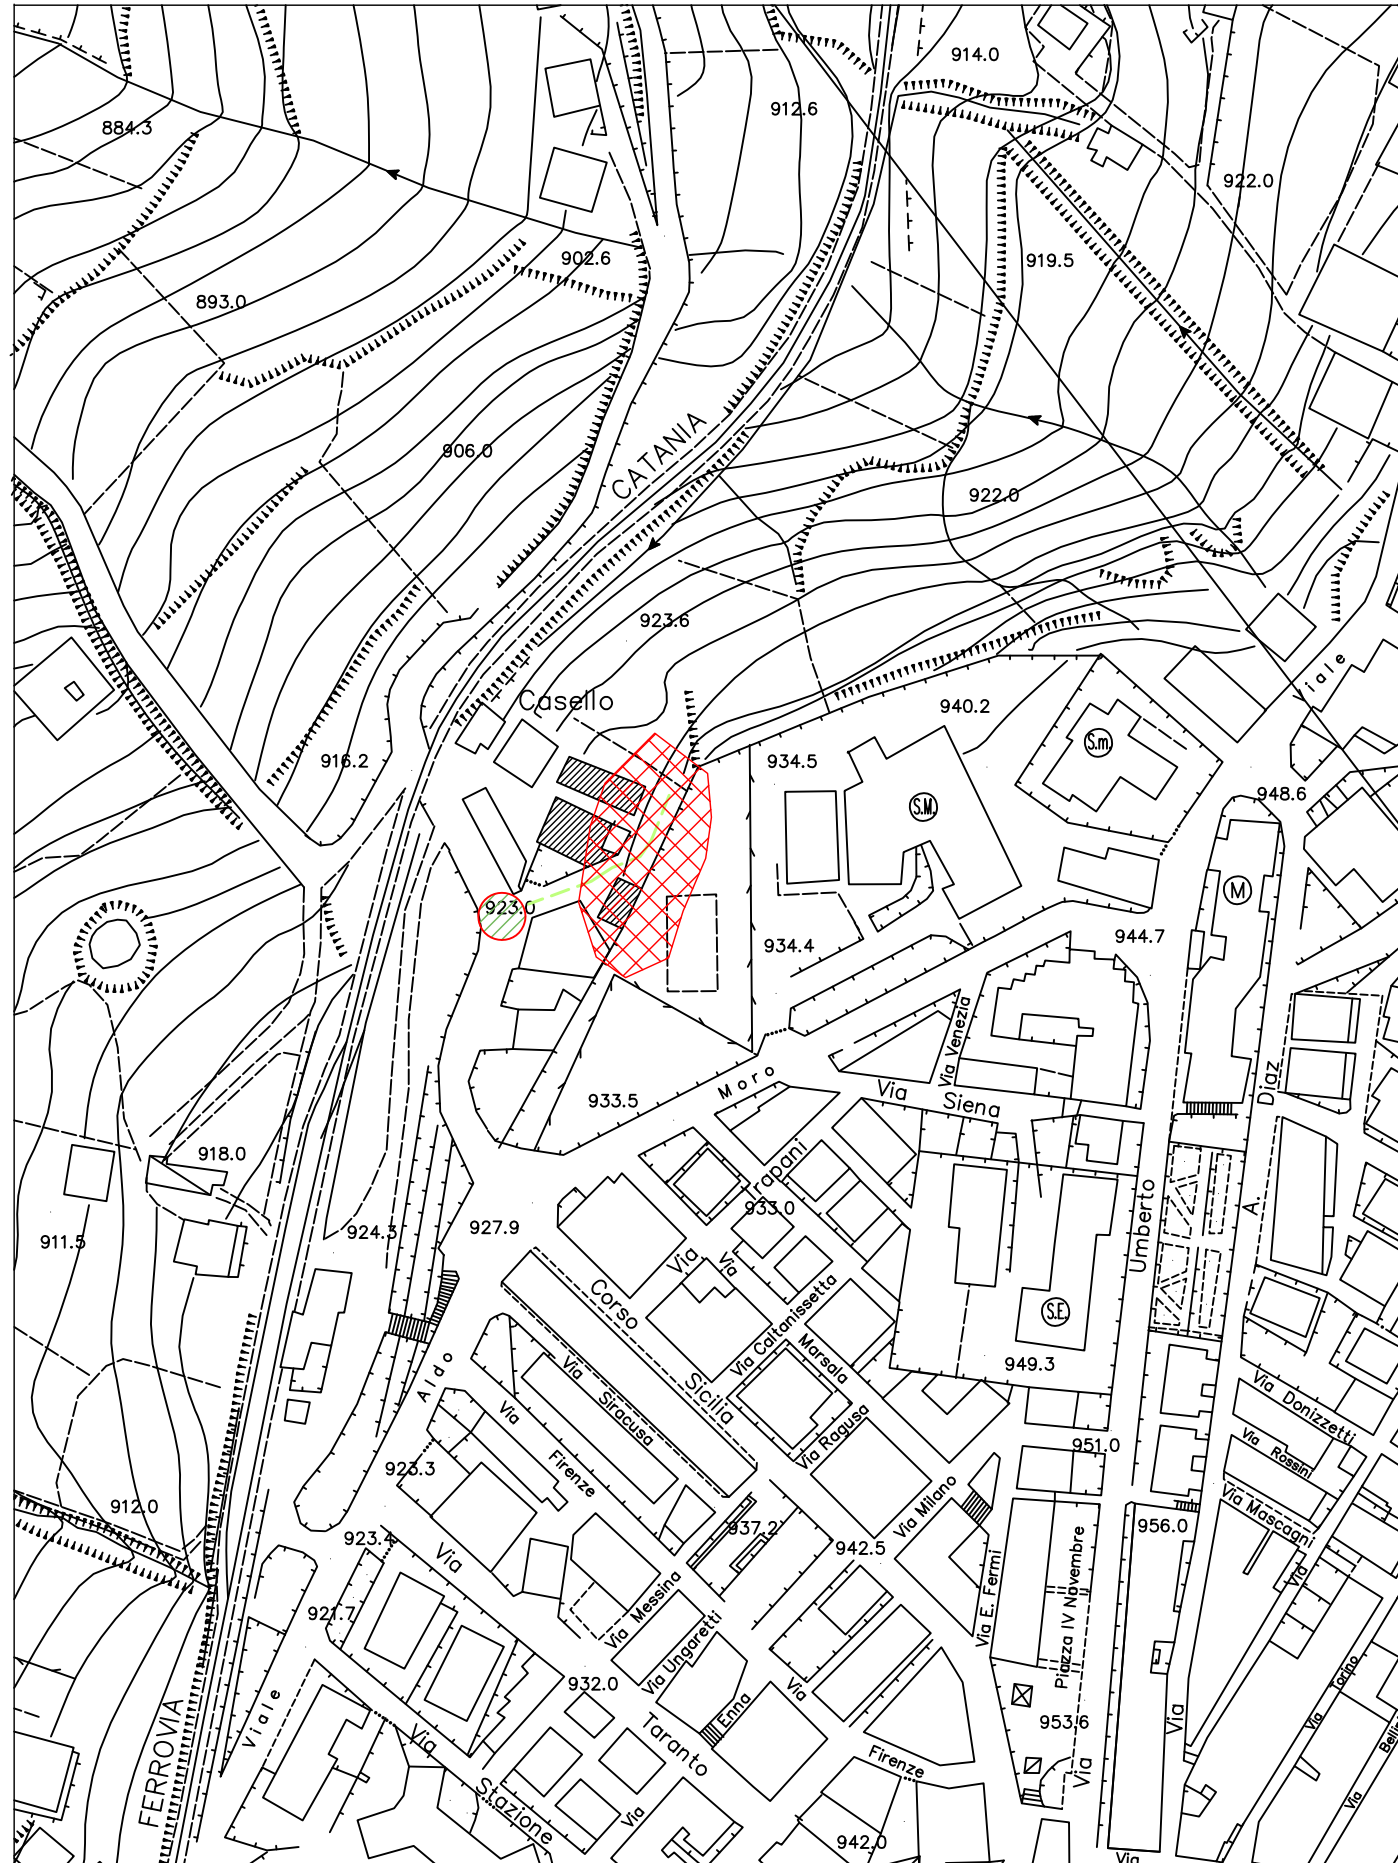 914.0
912.6
884.3
922.0
902.6
919.5
893.0
906.0
CATANIA
922.0
923.6
Casello
940.2
S.m.
916.2
934.5
948.6
S.M.
M
923.0
934.4
944.7
Via Venezia
Moro
Via Siena
933.5
Diaz
918.0
933.0
Umberto
A.
911.5
924.3
927.9
Via
Via
Corso
Sicilia
Via Caltanissetta
Marsala
S.E.
949.3
Aldo
Via Siracusa
Via Donizzetti
Via Firenze
Via Ragusa
951.0
Via Rossini
923.3
Via Milano
Via Mascagni
912.0
923.4
937.2
942.5
956.0
Via
Via
Via Messina
Via E. Fermi
Piazza IV Novembre
921.7
Via Ungaretti
932.0
Via
Enna
Torino
FERROVIA
Viale
Via
Stazione
Taranto
Firenze
953.6
Via
Via
Via
Via
Via
942.0
Via